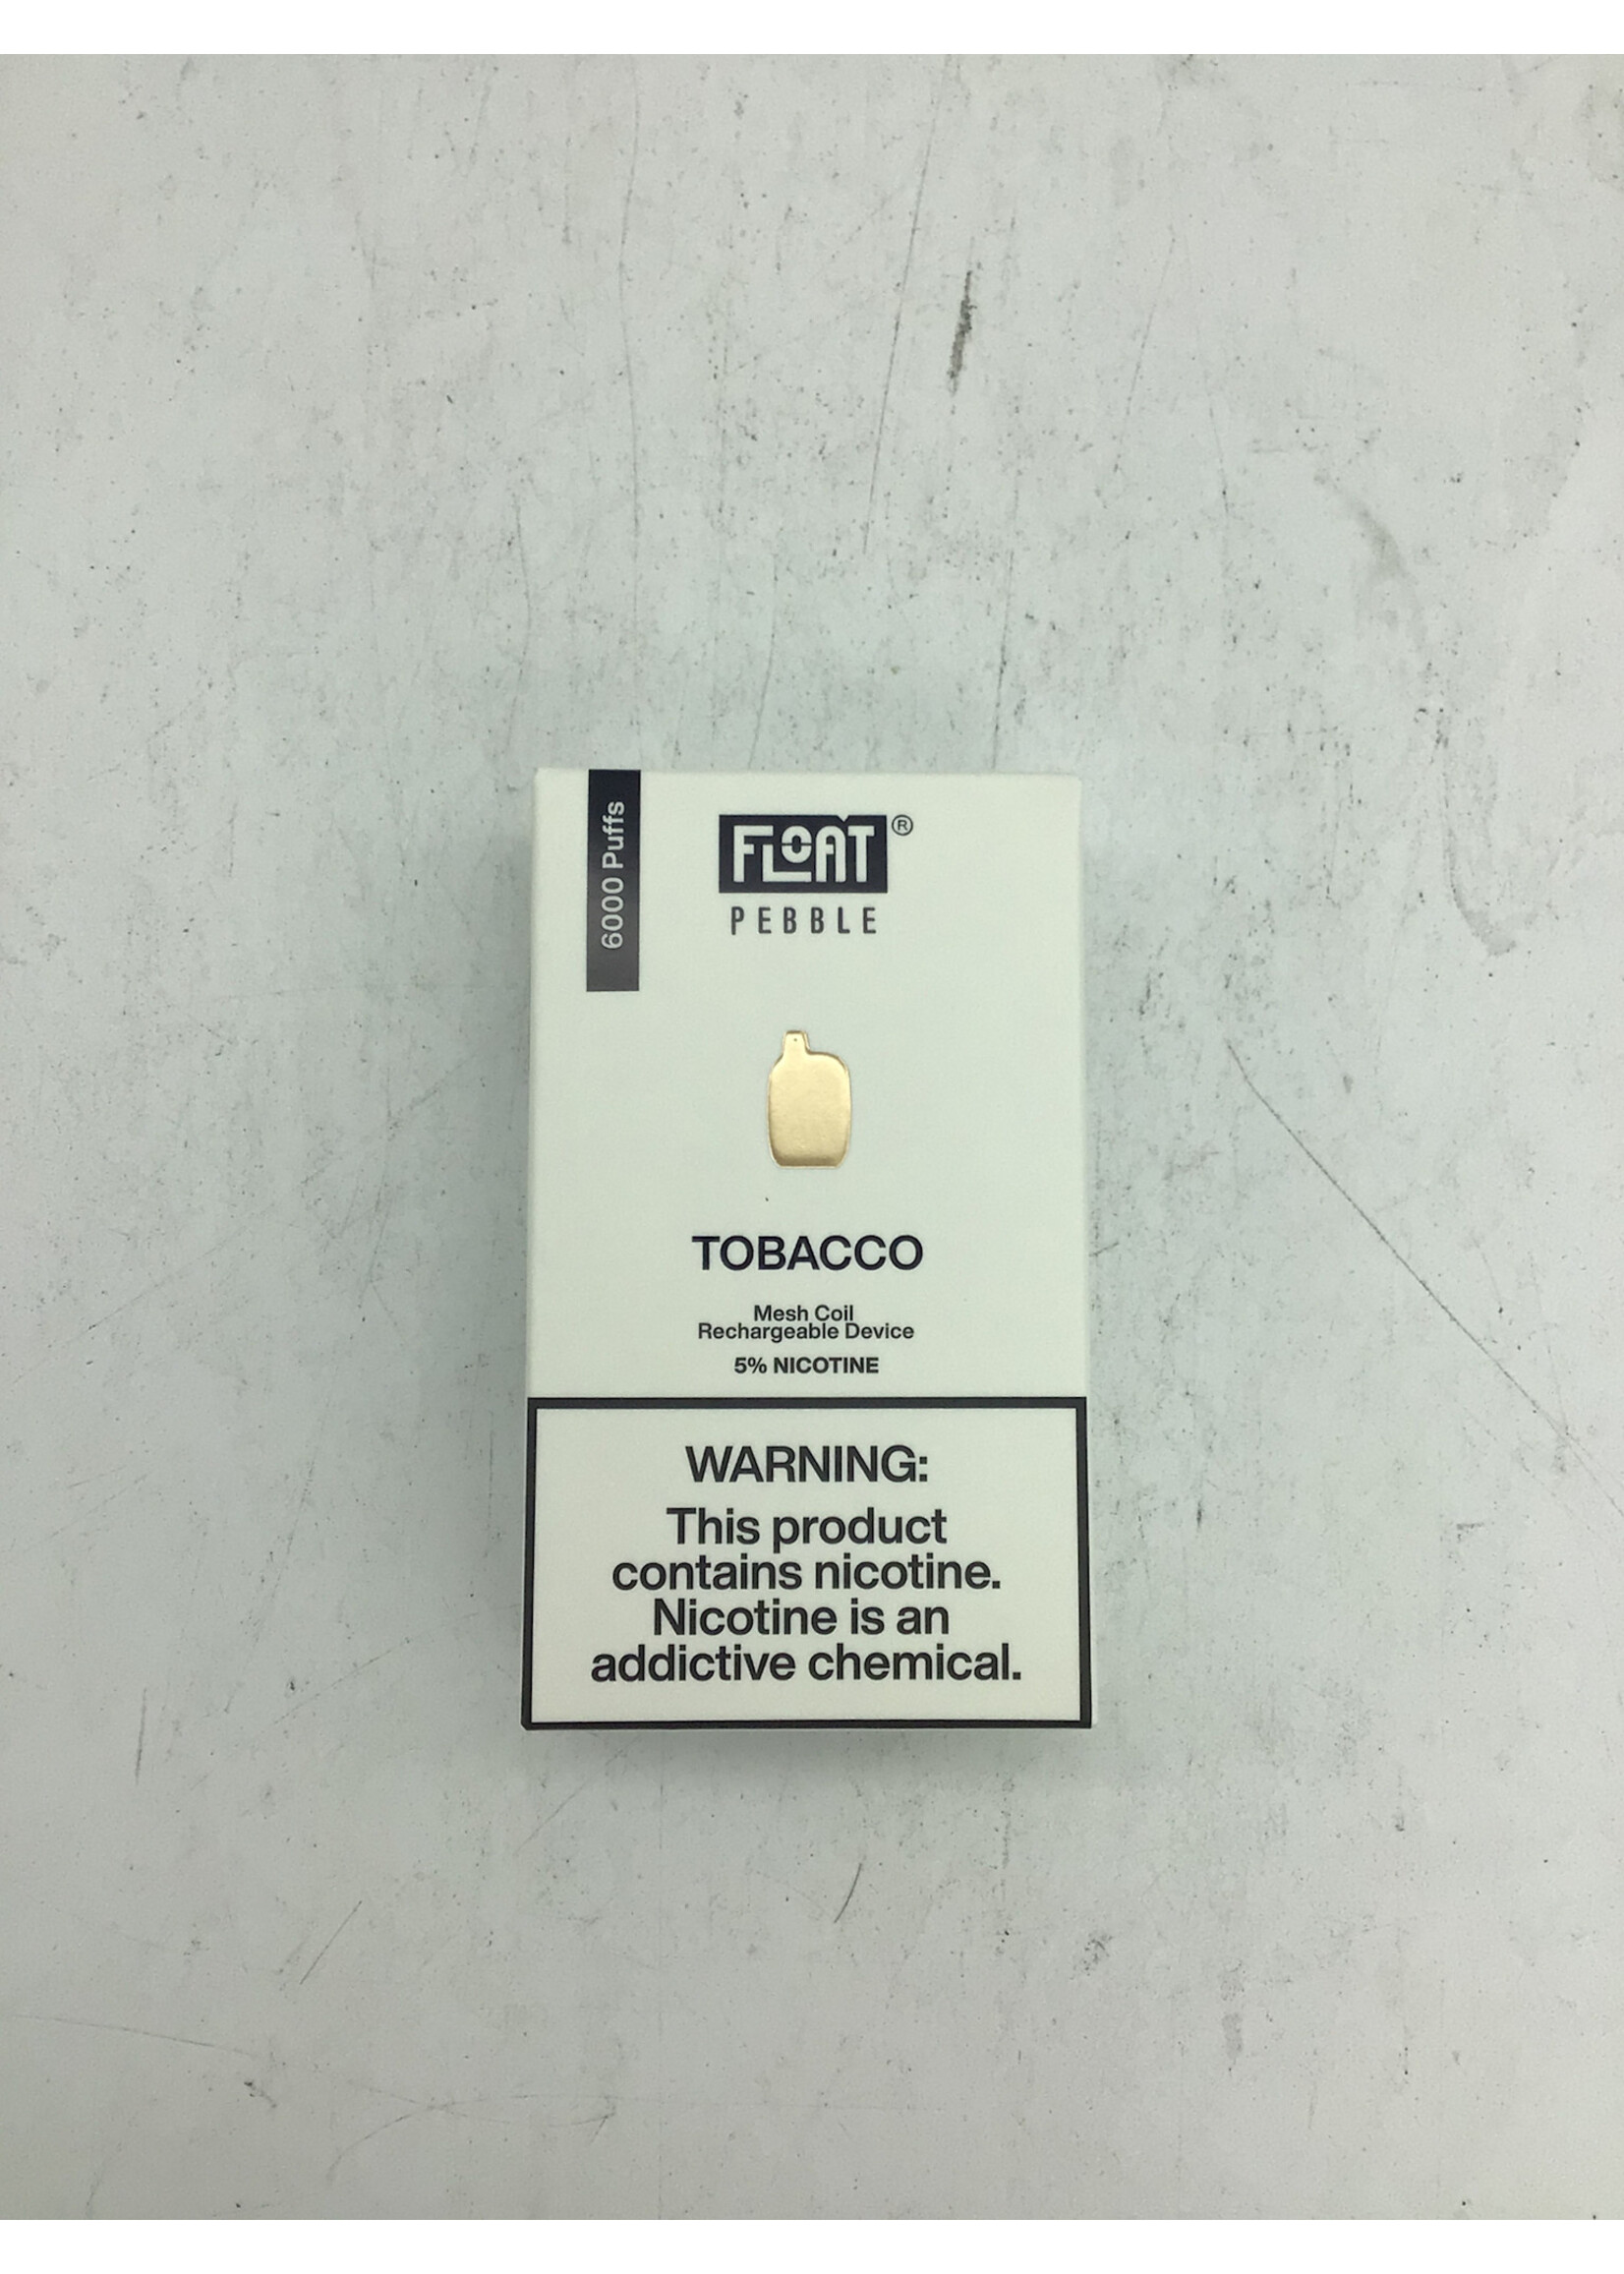 6000 Puffs
FLOAT®
PEBBLE
TOBACCO
Mesh Coil
Rechargeable Device
5% NICOTINE
WARNING:
This product
contains nicotine.
Nicotine is an
addictive chemical.